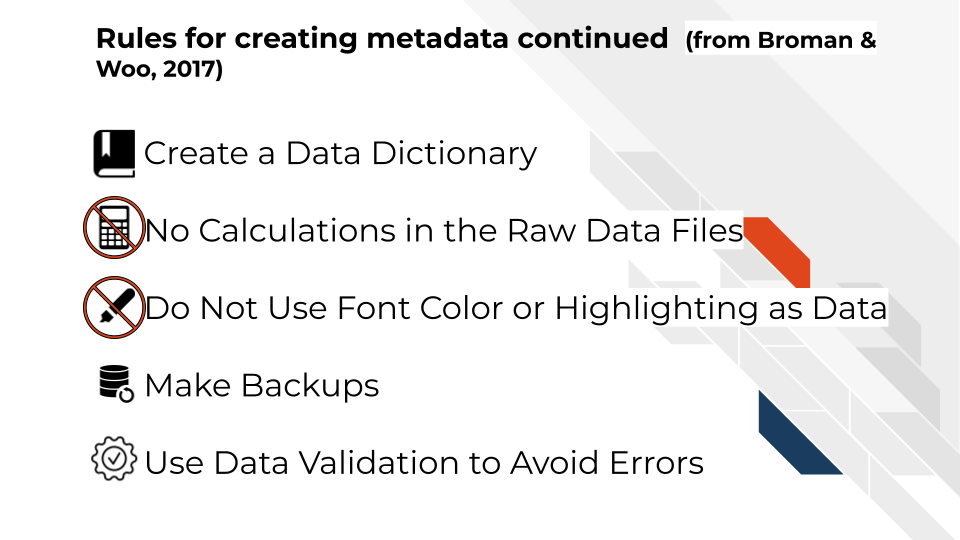 Rules for creating metadata continued (from Broman &
Woo, 2017)
Create a Data Dictionary
No Calculations in the Raw Data Files
Do Not Use Font Color or Highlighting as Data
Make Backups
Use Data Validation to Avoid Errors